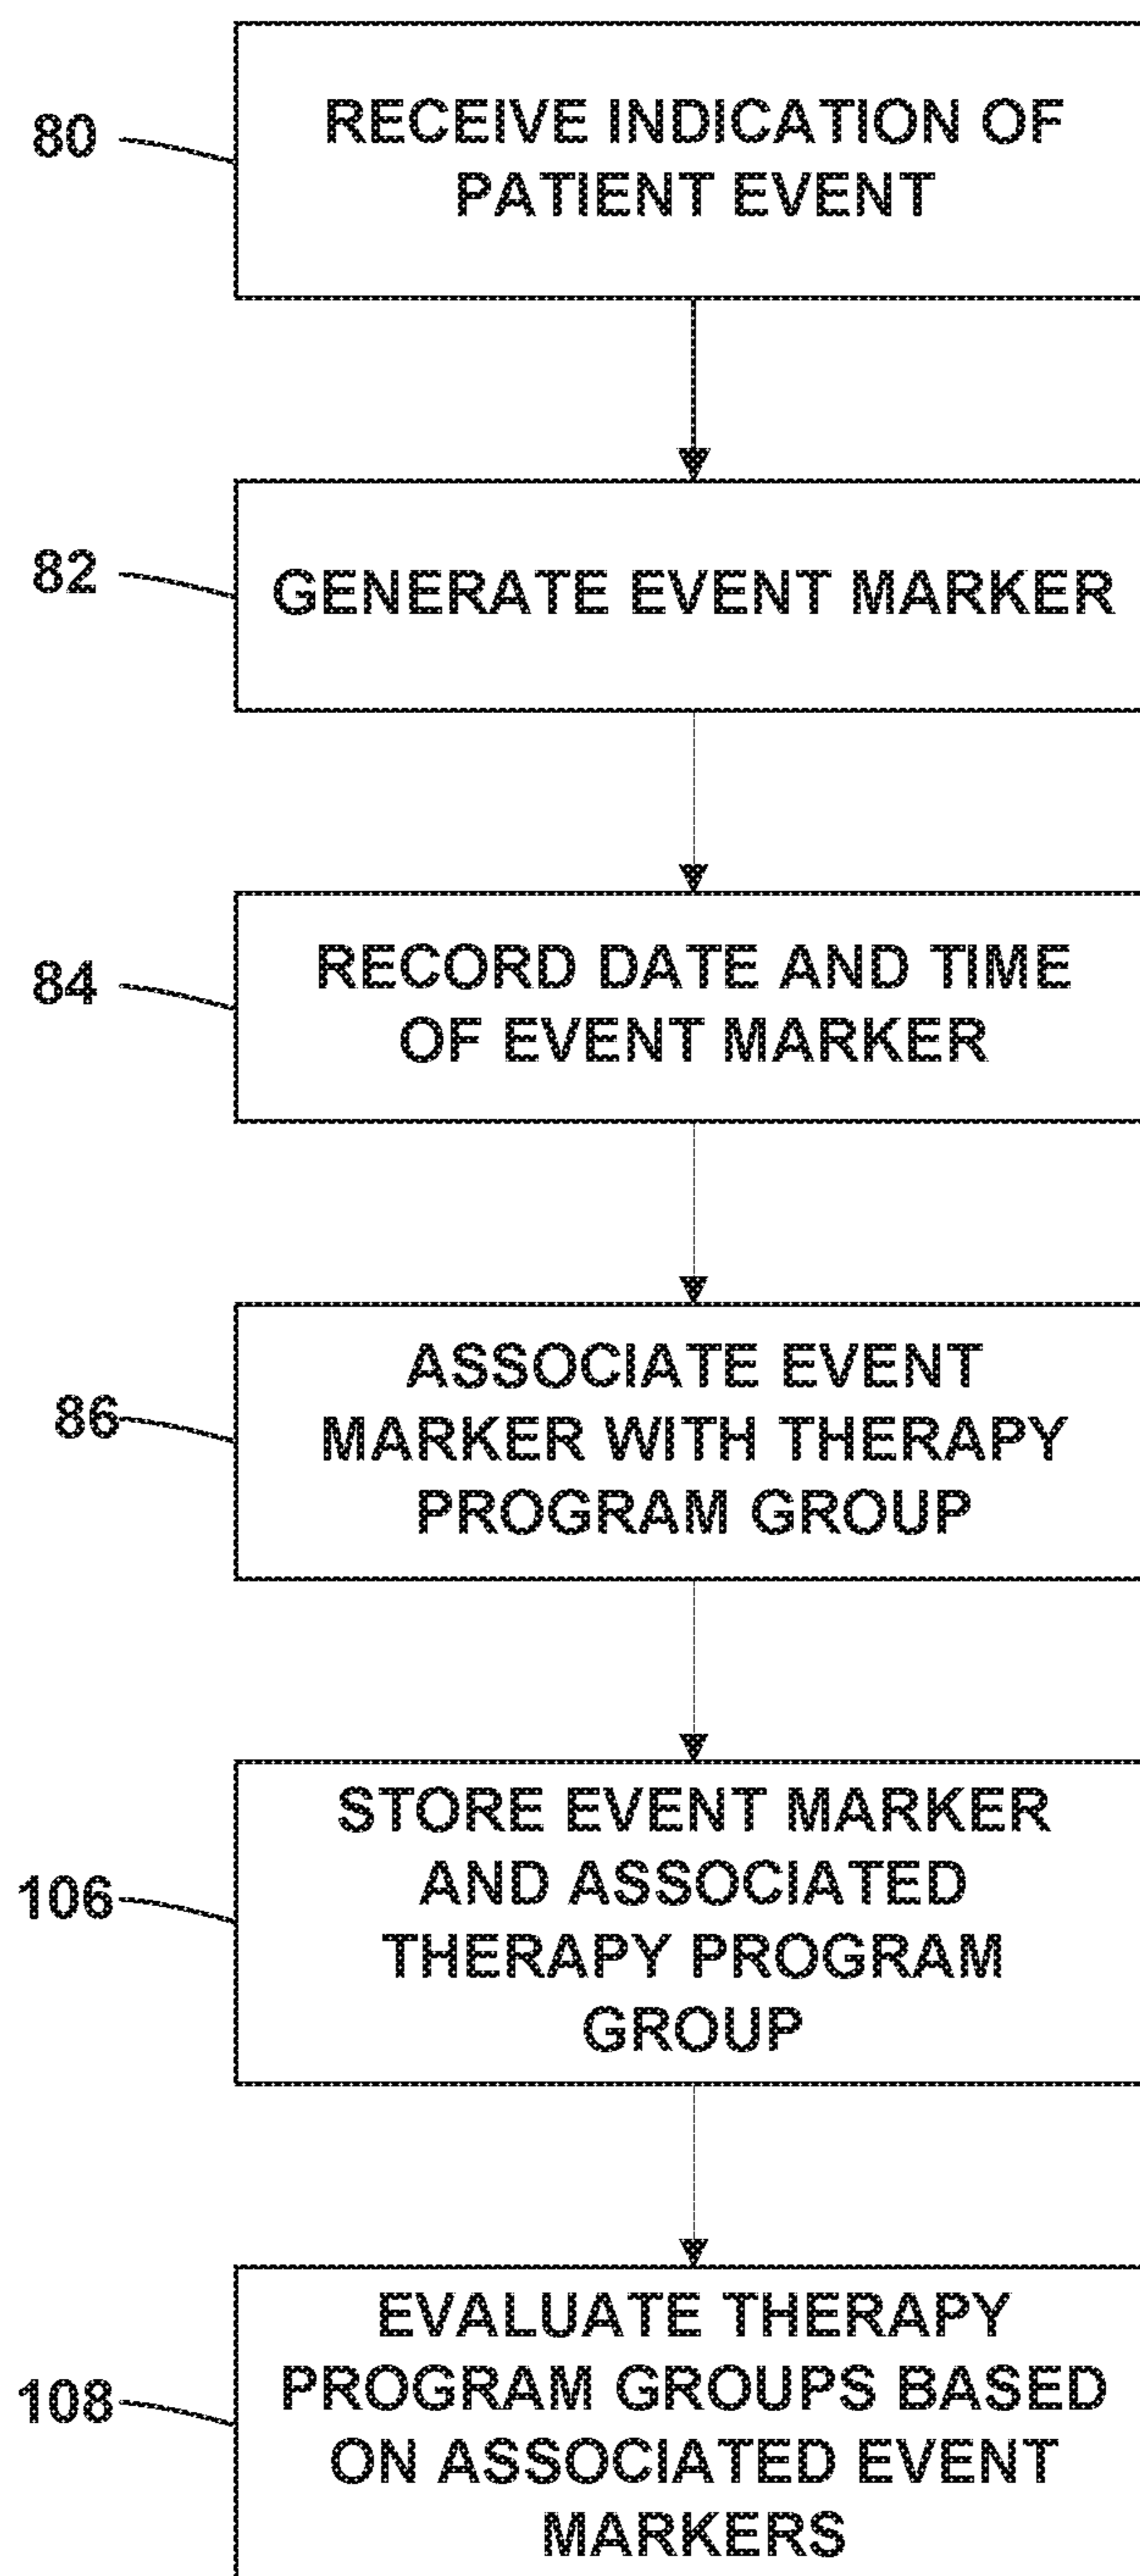 80
RECEIVE INDICATION OF
PATIENT EVENT
82
GENERATE EVENT MARKER
84
RECORD DATE AND TIME
OF EVENT MARKER
86
ASSOCIATE EVENT
MARKER WITH THERAPY
PROGRAM GROUP
106
STORE EVENT MARKER
AND ASSOCIATED
THERAPY PROGRAM
GROUP
108
EVALUATE THERAPY
PROGRAM GROUPS BASED
ON ASSOCIATED EVENT
MARKERS